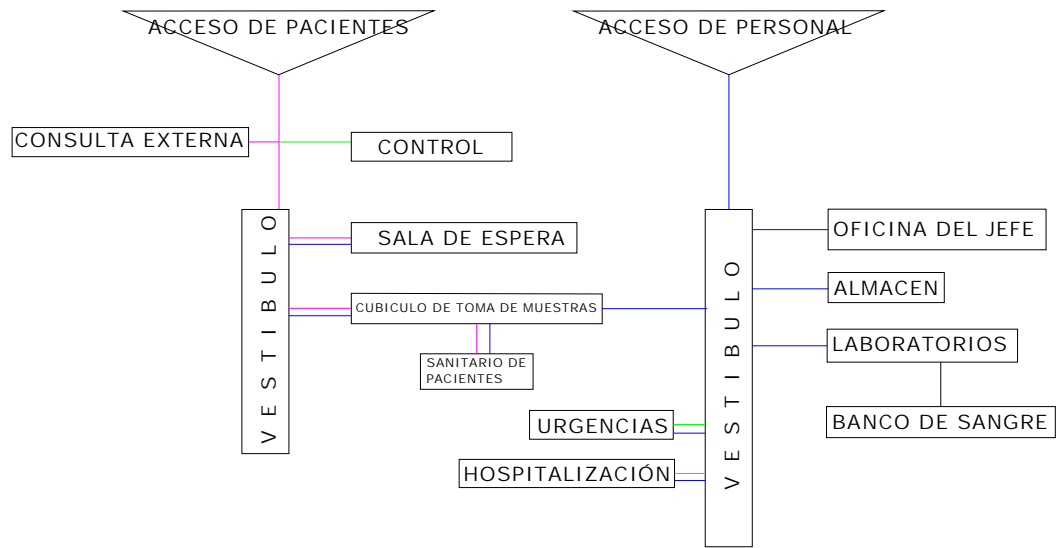 ACCESO DE PACIENTES
ACCESO DE PERSONAL
CONSULTA EXTERNA
CONTROL
VESTIBULO
SALA DE ESPERA
CUBICULO DE TOMA DE MUESTRAS
SANITARIO DE
PACIENTES
URGENCIAS
HOSPITALIZACIÓN
VESTIBULO
OFICINA DEL JEFE
ALMACEN
LABORATORIOS
BANCO DE SANGRE